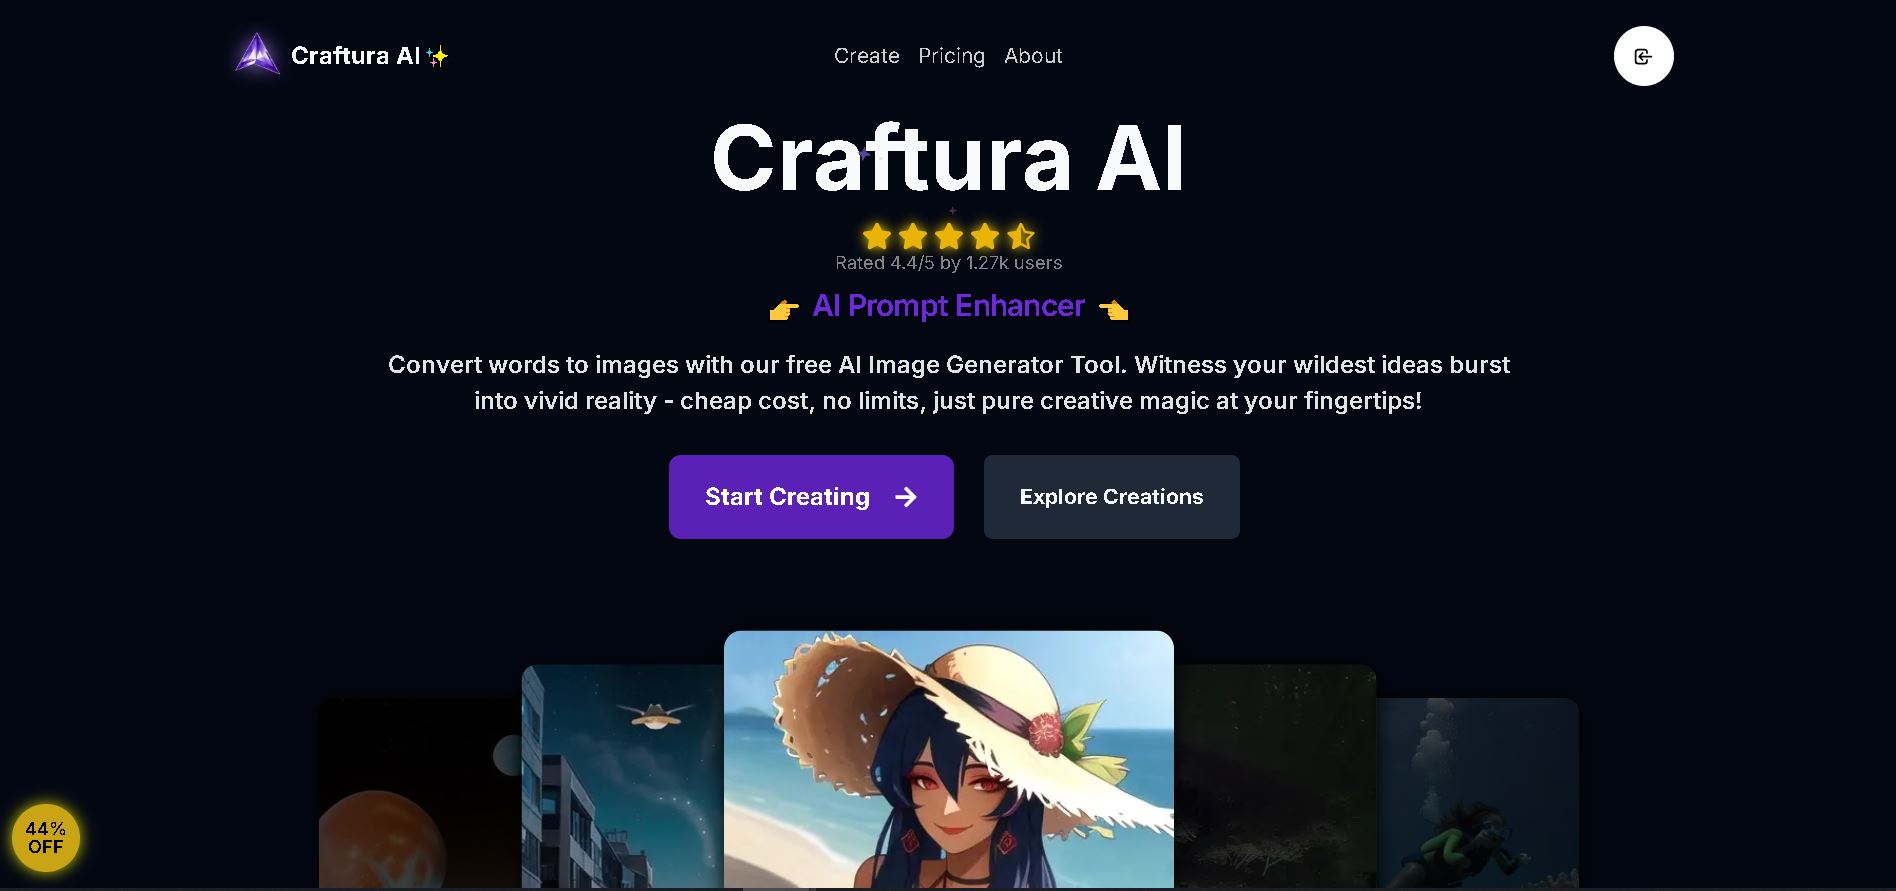 Craftura AI✨
Create Pricing About
Craftura AI
Rated 4.4/5 by 1.27k users
👉 AI Prompt Enhancer 👈
Convert words to images with our free AI Image Generator Tool. Witness your wildest ideas burst
into vivid reality - cheap cost, no limits, just pure creative magic at your fingertips!
Start Creating →
Explore Creations
44%
OFF